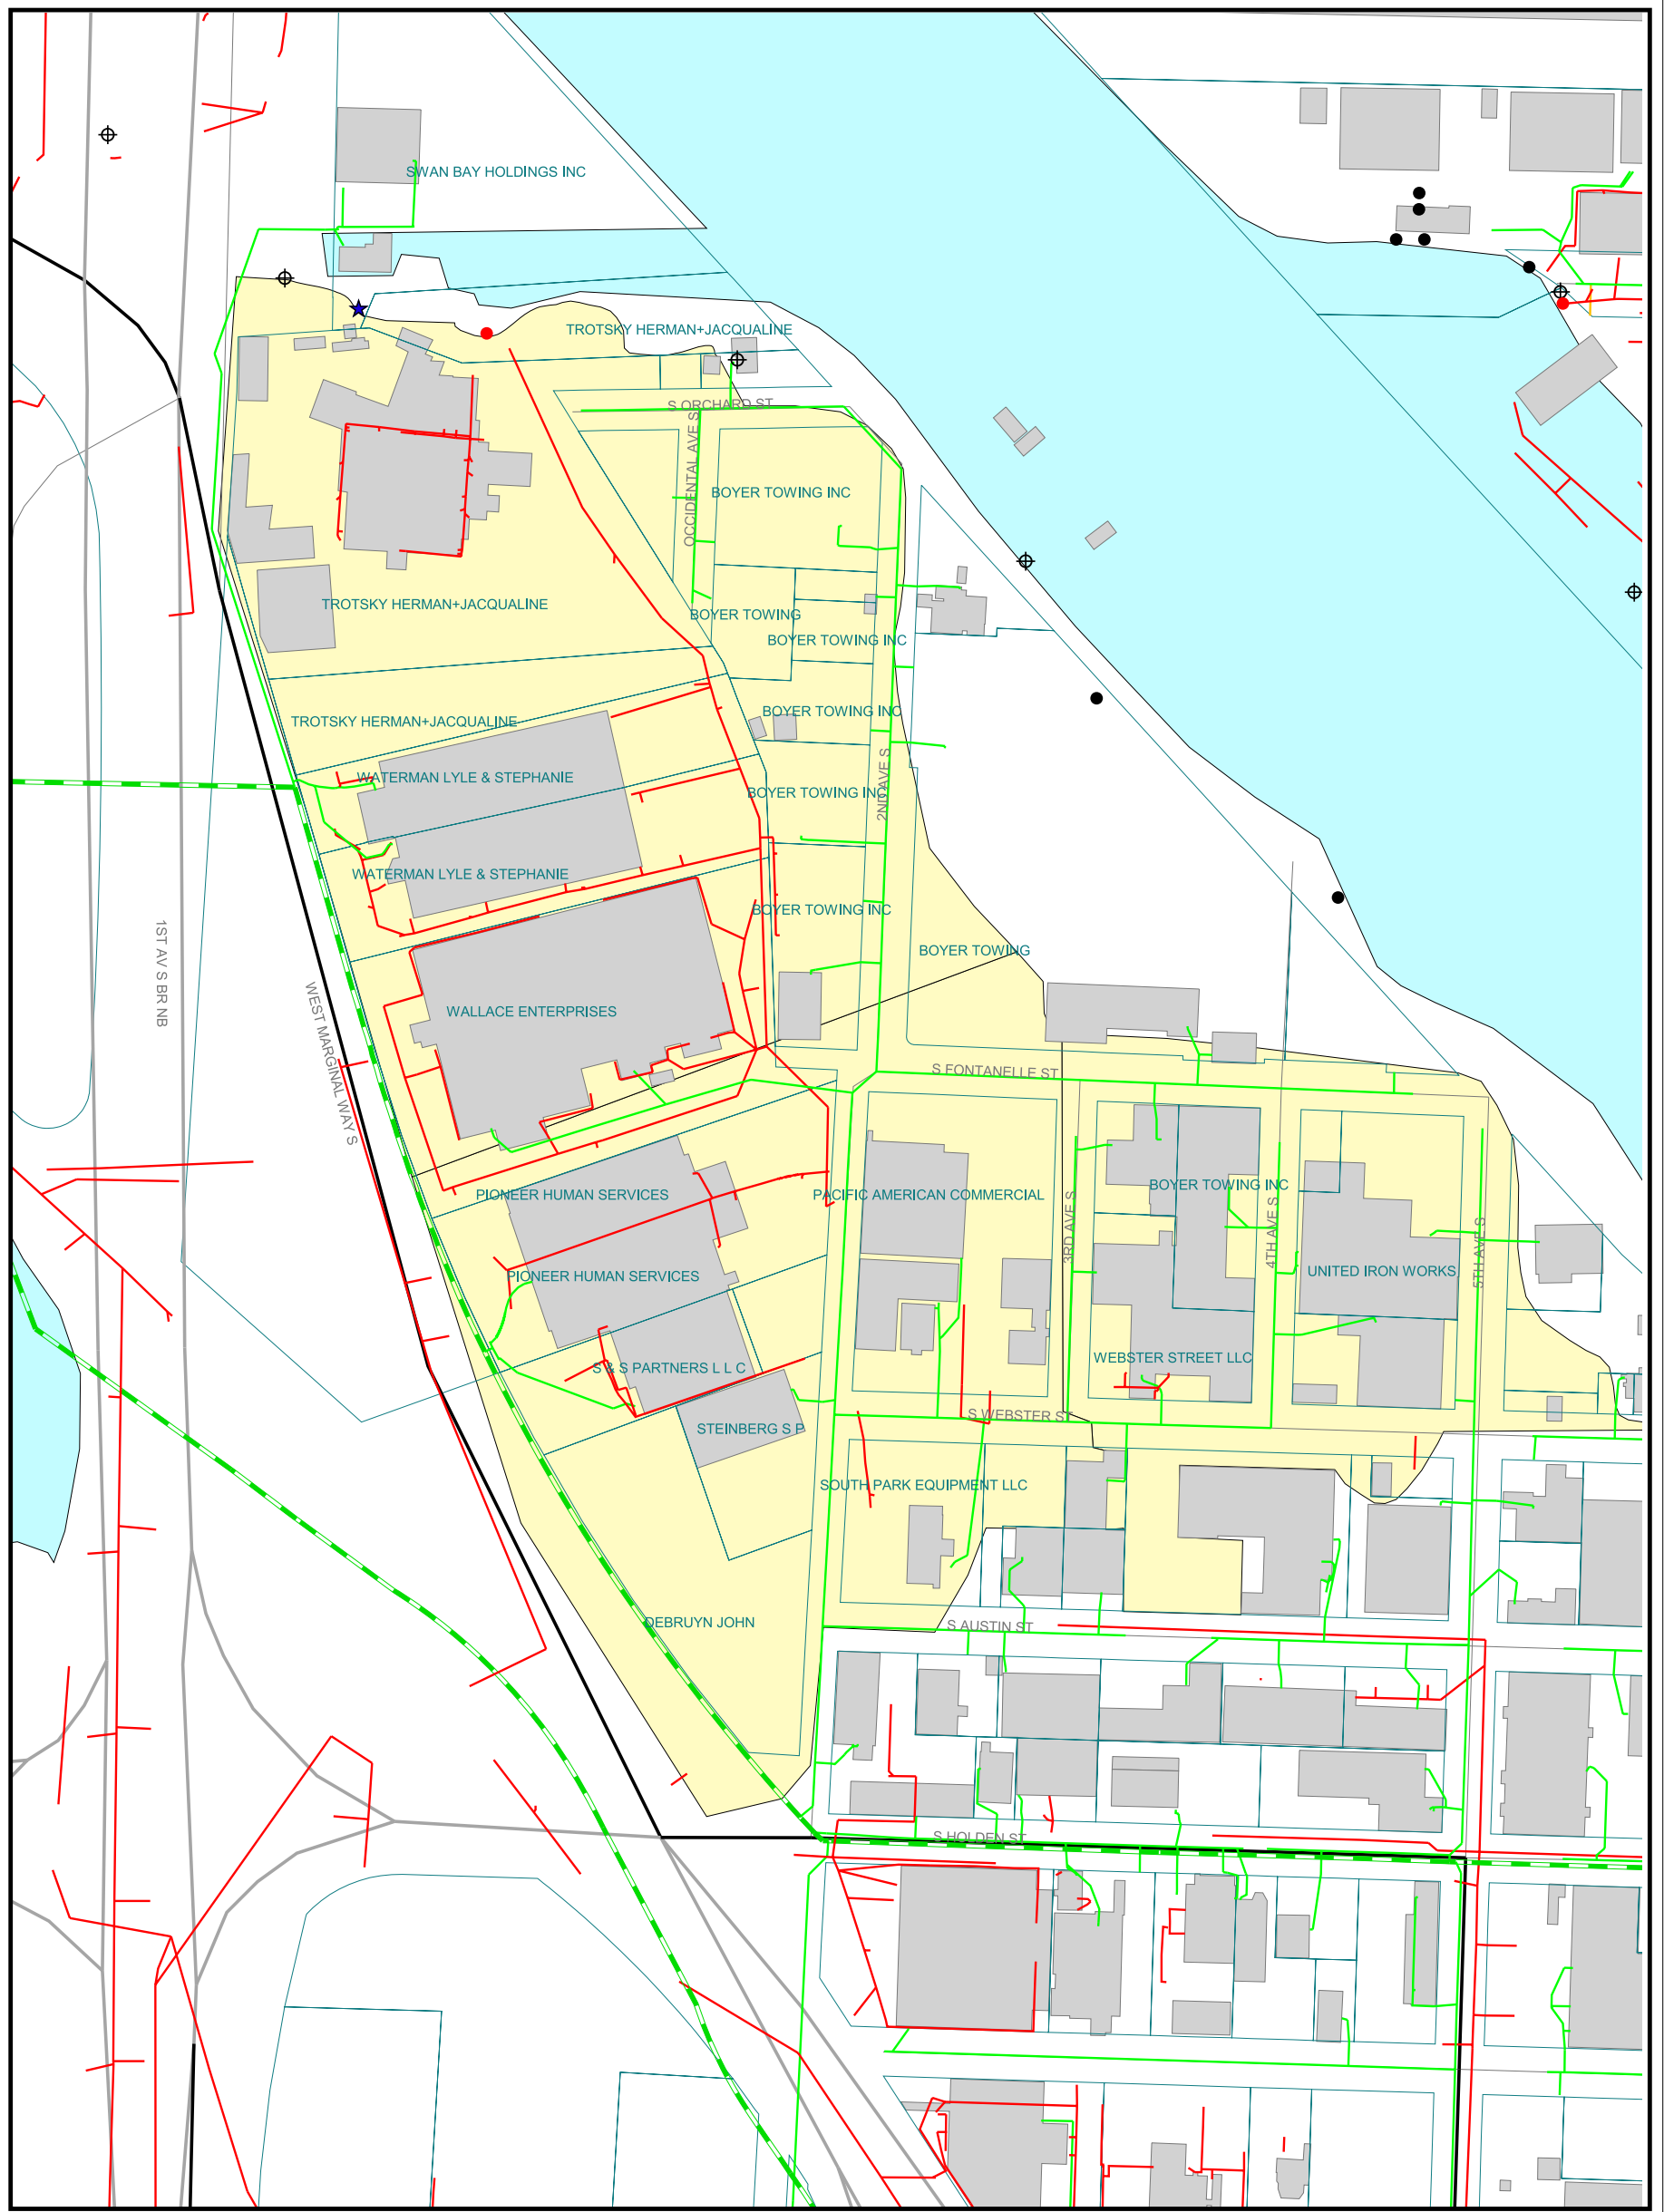 SWAN BAY HOLDINGS INC
TROTSKY HERMAN+JACQUALINE
S ORCHARD ST
OCCIDENTAL AVE S
BOYER TOWING INC
TROTSKY HERMAN+JACQUALINE
BOYER TOWING
BOYER TOWING INC
BOYER TOWING INC
TROTSKY HERMAN+JACQUALINE
WATERMAN LYLE & STEPHANIE
BOYER TOWING INC
2ND AVE S
WATERMAN LYLE & STEPHANIE
BOYER TOWING INC
BOYER TOWING
1ST AV S BR NB
WEST MARGINAL WAY S
WALLACE ENTERPRISES
S FONTANELLE ST
PIONEER HUMAN SERVICES
PACIFIC AMERICAN COMMERCIAL
3RD AVE S
BOYER TOWING INC
4TH AVE S
5TH AVE S
PIONEER HUMAN SERVICES
UNITED IRON WORKS
S & S PARTNERS L L C
WEBSTER STREET LLC
STEINBERG S P
S WEBSTER ST
SOUTH PARK EQUIPMENT LLC
DEBRUYN JOHN
S AUSTIN ST
S HOLDEN ST